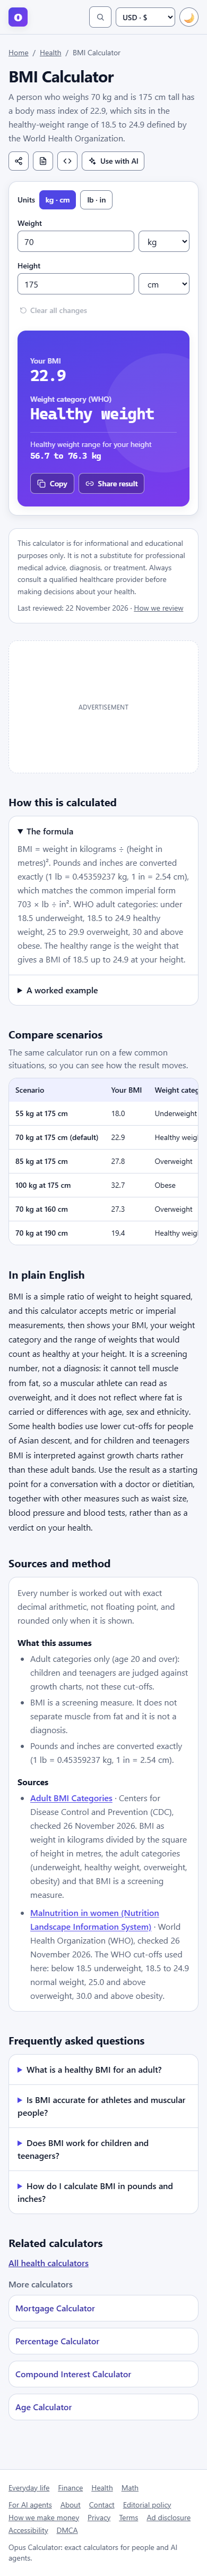 O
USD · $
Home / Health / BMI Calculator
BMI Calculator
A person who weighs 70 kg and is 175 cm tall has
a body mass index of 22.9, which sits in the
healthy-weight range of 18.5 to 24.9 defined by
the World Health Organization.
Use with AI
Units kg · cm lb · in
Weight
70 kg
Height
175 cm
Clear all changes
Your BMI
22.9
Weight category (WHO)
Healthy weight
Healthy weight range for your height
56.7 to 76.3 kg
Copy Share result
This calculator is for informational and educational
purposes only. It is not a substitute for professional
medical advice, diagnosis, or treatment. Always
consult a qualified healthcare provider before
making decisions about your health.
Last reviewed: 22 November 2026 · How we review
ADVERTISEMENT
How this is calculated
The formula
BMI = weight in kilograms ÷ (height in
metres)². Pounds and inches are converted
exactly (1 lb = 0.45359237 kg, 1 in = 2.54 cm),
which matches the common imperial form
703 × lb ÷ in². WHO adult categories: under
18.5 underweight, 18.5 to 24.9 healthy
weight, 25 to 29.9 overweight, 30 and above
obese. The healthy range is the weight that
gives a BMI of 18.5 up to 24.9 at your height.
A worked example
Compare scenarios
The same calculator run on a few common
situations, so you can see how the result moves.
Scenario Your BMI Weight categ
55 kg at 175 cm 18.0 Underweight
70 kg at 175 cm (default) 22.9 Healthy weigh
85 kg at 175 cm 27.8 Overweight
100 kg at 175 cm 32.7 Obese
70 kg at 160 cm 27.3 Overweight
70 kg at 190 cm 19.4 Healthy weigh
In plain English
BMI is a simple ratio of weight to height squared,
and this calculator accepts metric or imperial
measurements, then shows your BMI, your weight
category and the range of weights that would
count as healthy at your height. It is a screening
number, not a diagnosis: it cannot tell muscle
from fat, so a muscular athlete can read as
overweight, and it does not reflect where fat is
carried or differences with age, sex and ethnicity.
Some health bodies use lower cut-offs for people
of Asian descent, and for children and teenagers
BMI is interpreted against growth charts rather
than these adult bands. Use the result as a starting
point for a conversation with a doctor or dietitian,
together with other measures such as waist size,
blood pressure and blood tests, rather than as a
verdict on your health.
Sources and method
Every number is worked out with exact
decimal arithmetic, not floating point, and
rounded only when it is shown.
What this assumes
Adult categories only (age 20 and over):
children and teenagers are judged against
growth charts, not these cut-offs.
BMI is a screening measure. It does not
separate muscle from fat and it is not a
diagnosis.
Pounds and inches are converted exactly
(1 lb = 0.45359237 kg, 1 in = 2.54 cm).
Sources
Adult BMI Categories · Centers for
Disease Control and Prevention (CDC),
checked 26 November 2026. BMI as
weight in kilograms divided by the square
of height in metres, the adult categories
(underweight, healthy weight, overweight,
obesity) and that BMI is a screening
measure.
Malnutrition in women (Nutrition
Landscape Information System) · World
Health Organization (WHO), checked 26
November 2026. The WHO cut-offs used
here: below 18.5 underweight, 18.5 to 24.9
normal weight, 25.0 and above
overweight, 30.0 and above obesity.
Frequently asked questions
What is a healthy BMI for an adult?
Is BMI accurate for athletes and muscular
people?
Does BMI work for children and
teenagers?
How do I calculate BMI in pounds and
inches?
Related calculators
All health calculators
More calculators
Mortgage Calculator
Percentage Calculator
Compound Interest Calculator
Age Calculator
Everyday life Finance Health Math
For AI agents About Contact Editorial policy
How we make money Privacy Terms Ad disclosure
Accessibility DMCA
Opus Calculator: exact calculators for people and AI
agents.